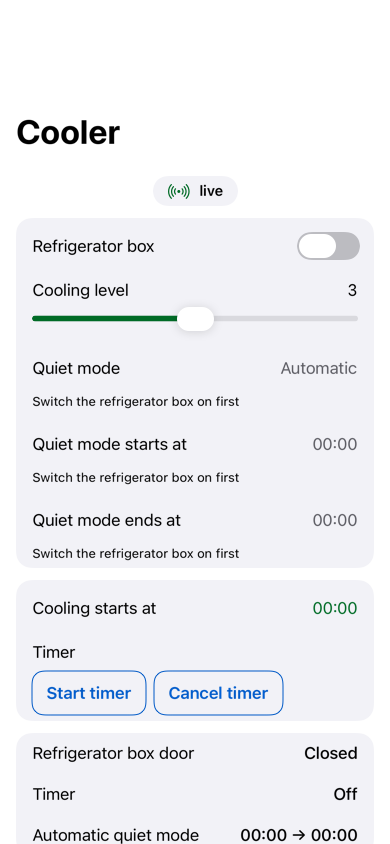 Cooler
live
Refrigerator box
Cooling level 3
Quiet mode Automatic
Switch the refrigerator box on first
Quiet mode starts at 00:00
Switch the refrigerator box on first
Quiet mode ends at 00:00
Switch the refrigerator box on first
Cooling starts at 00:00
Timer
Start timer Cancel timer
Refrigerator box door Closed
Timer Off
Automatic quiet mode 00:00 → 00:00